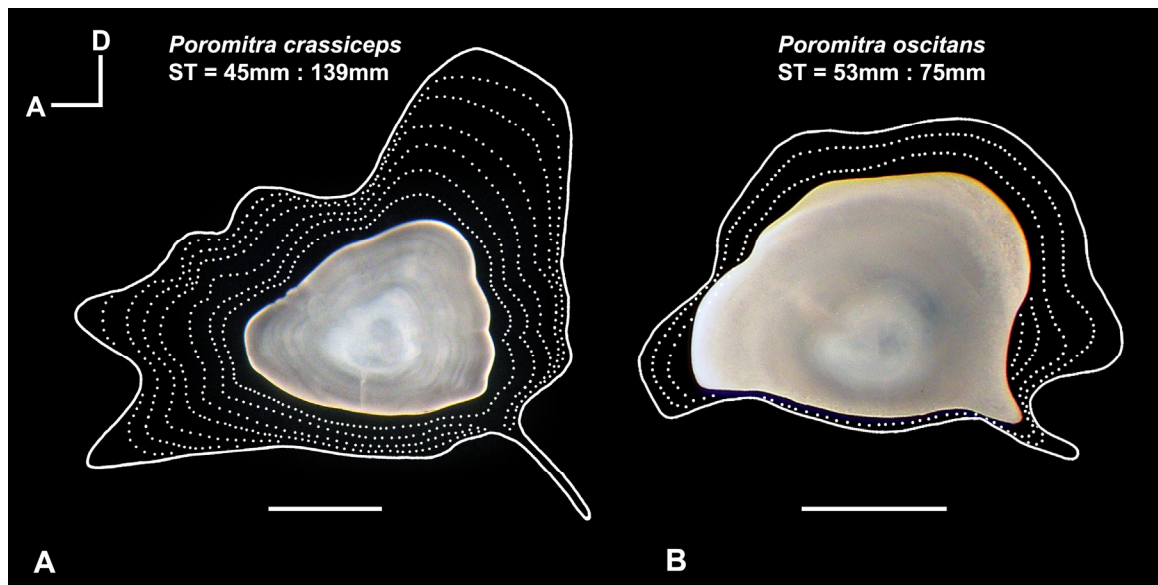 D
A
Poromitra crassiceps
ST = 45mm : 139mm
Poromitra oscitans
ST = 53mm : 75mm
A
B